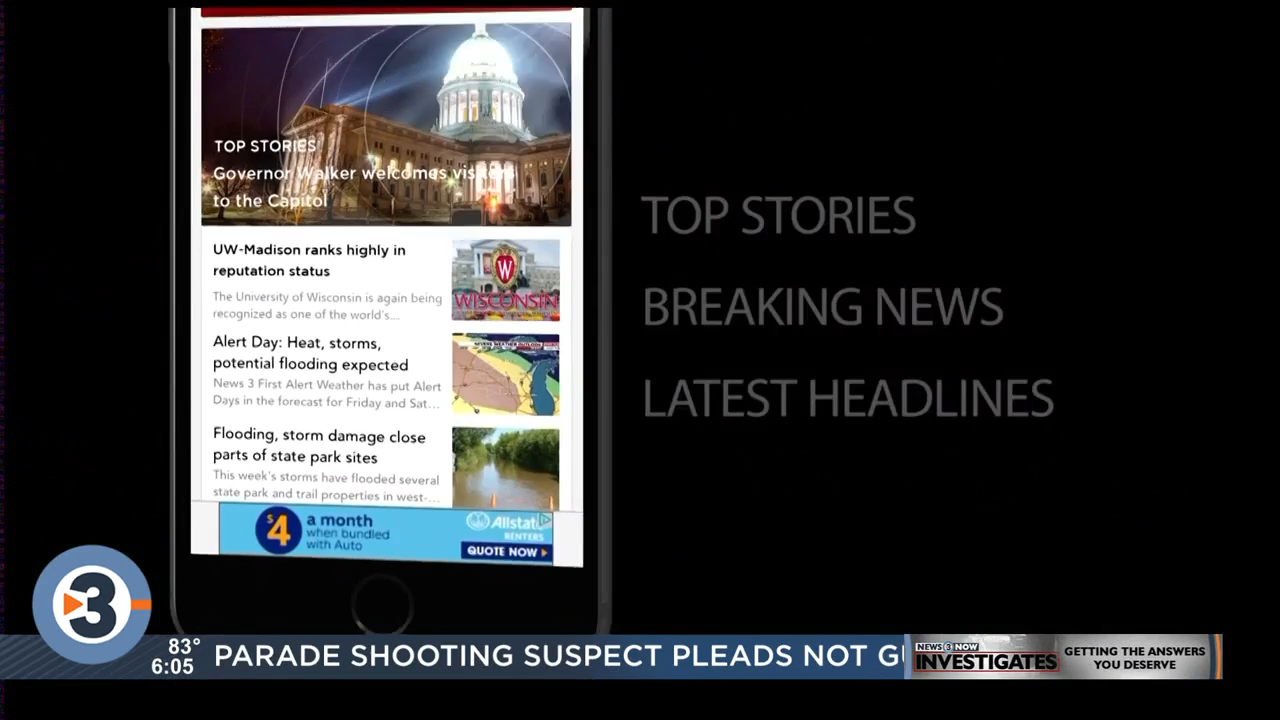 TOP STORIES
Governor Walker welcomes visitors
to the Capitol
UW-Madison ranks highly in
reputation status
The University of Wisconsin is again being
recognized as one of the world's...
W
WISCONSIN
Alert Day: Heat, storms,
potential flooding expected
News 3 First Alert Weather has put Alert
Days in the forecast for Friday and Sat...
Flooding, storm damage close
parts of state park sites
This week's storms have flooded several
state park and trail properties in west-...
$4
a month
when bundled
with Auto
Allstate
RENTERS
QUOTE NOW
TOP STORIES
BREAKING NEWS
LATEST HEADLINES
3
83°
6:05
PARADE SHOOTING SUSPECT PLEADS NOT GU
NEWS 3 NOW
INVESTIGATES
GETTING THE ANSWERS
YOU DESERVE